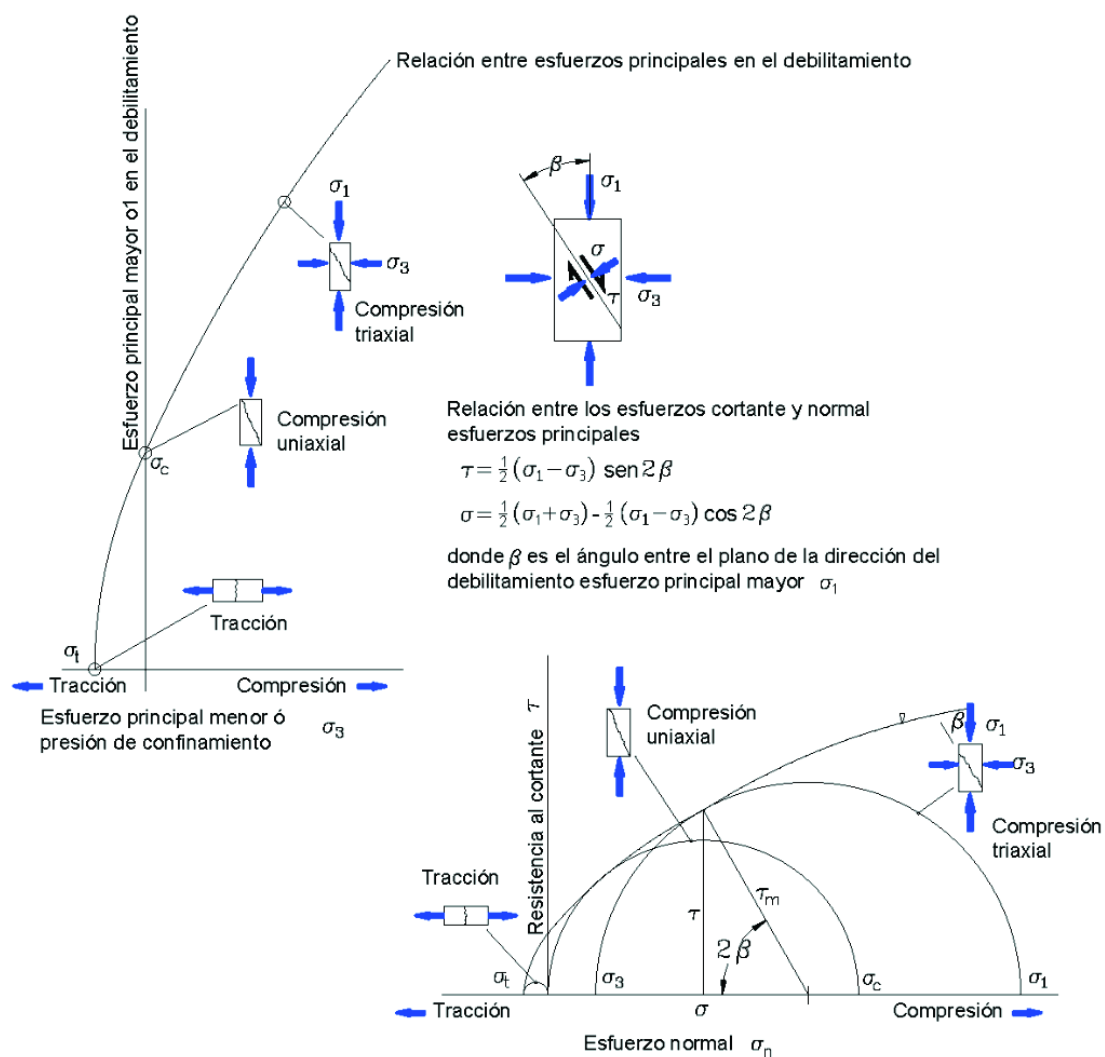 Esfuerzo principal mayor σ1 en el debilitamiento
Relación entre esfuerzos principales en el debilitamiento
σ₁
σ₃
Compresión
triaxial
Compresión
uniaxial
σc
Tracción
σt
Tracción
Compresión
Esfuerzo principal menor ó
presión de confinamiento σ₃
β
σ₁
σ
τ
σ₃
Relación entre los esfuerzos cortante y normal
esfuerzos principales
τ=½(σ₁−σ₃) sen 2β
σ=½(σ₁+σ₃)-½(σ₁−σ₃) cos 2β
donde β es el ángulo entre el plano de la dirección del
debilitamiento esfuerzo principal mayor σ₁
Resistencia al cortante τ
Compresión
uniaxial
β
σ₁
σ₃
Compresión
triaxial
Tracción
τ
τm
2β
σt
σ₃
σc
σ₁
Tracción
σ
Compresión
Esfuerzo normal σn